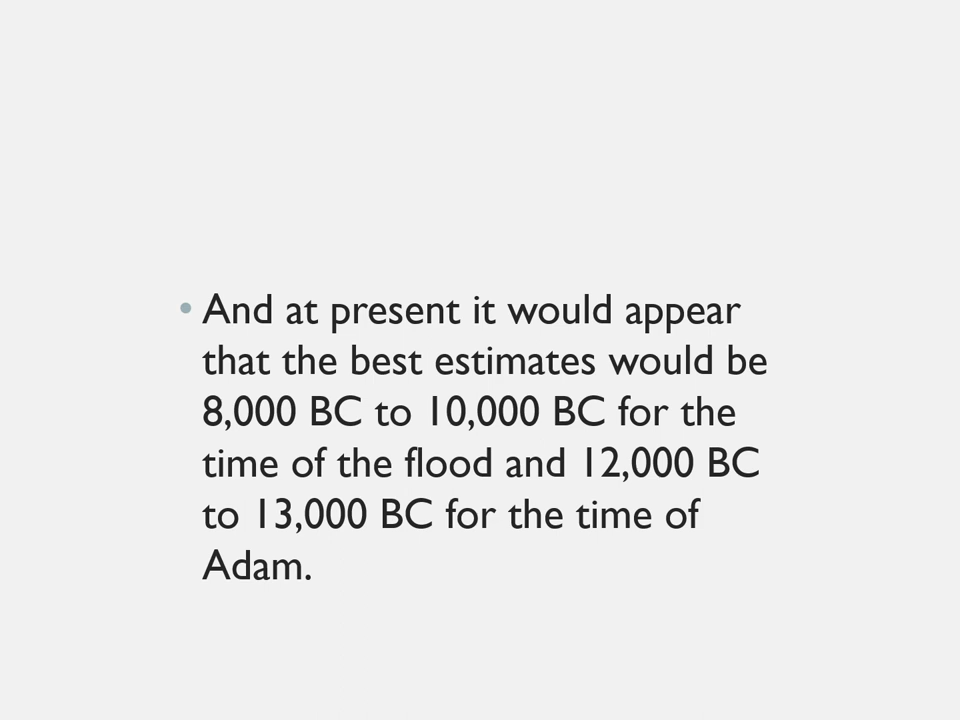 • And at present it would appear
that the best estimates would be
8,000 BC to 10,000 BC for the
time of the flood and 12,000 BC
to 13,000 BC for the time of
Adam.